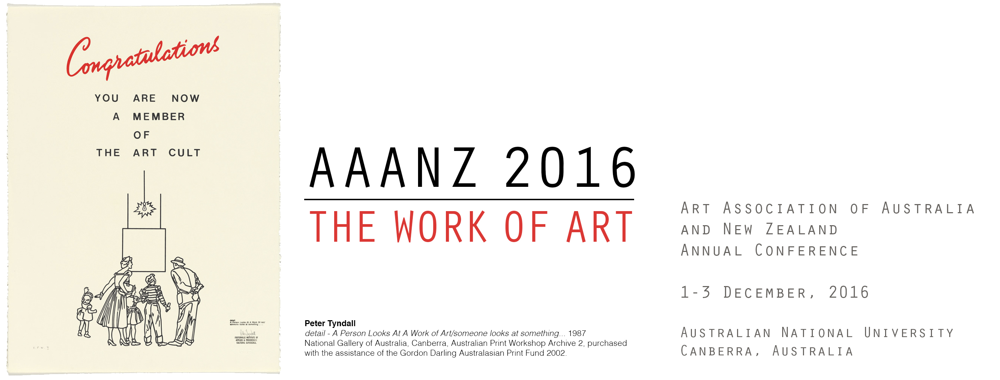 Congratulations
YOU ARE NOW
A MEMBER
OF
THE ART CULT
detail
A Person Looks At A Work Of Art/
someone looks at something . . .
FOSTERVILLE INSTITUTE OF
APPLIED & PROGRESSIVE
CULTURAL EXPERIENCE.
V.P.W.
AAANZ 2016
THE WORK OF ART
Peter Tyndall
detail - A Person Looks At A Work of Art/someone looks at something... 1987
National Gallery of Australia, Canberra, Australian Print Workshop Archive 2, purchased
with the assistance of the Gordon Darling Australasian Print Fund 2002.
ART ASSOCIATION OF AUSTRALIA
AND NEW ZEALAND
ANNUAL CONFERENCE
1-3 DECEMBER, 2016
AUSTRALIAN NATIONAL UNIVERSITY
CANBERRA, AUSTRALIA